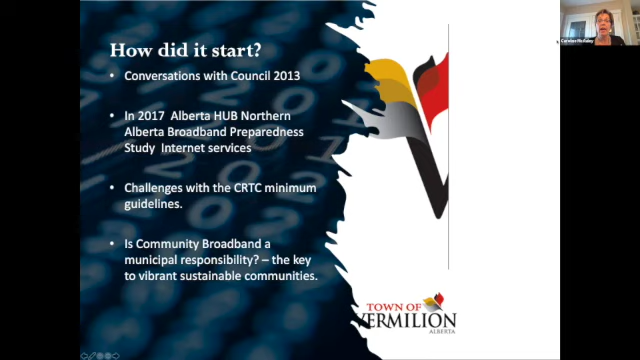 How did it start?
• Conversations with Council 2013
• In 2017 Alberta HUB Northern
Alberta Broadband Preparedness
Study Internet services
• Challenges with the CRTC minimum
guidelines.
• Is Community Broadband a
municipal responsibility? – the key
to vibrant sustainable communities.
TOWN OF
VERMILION
ALBERTA